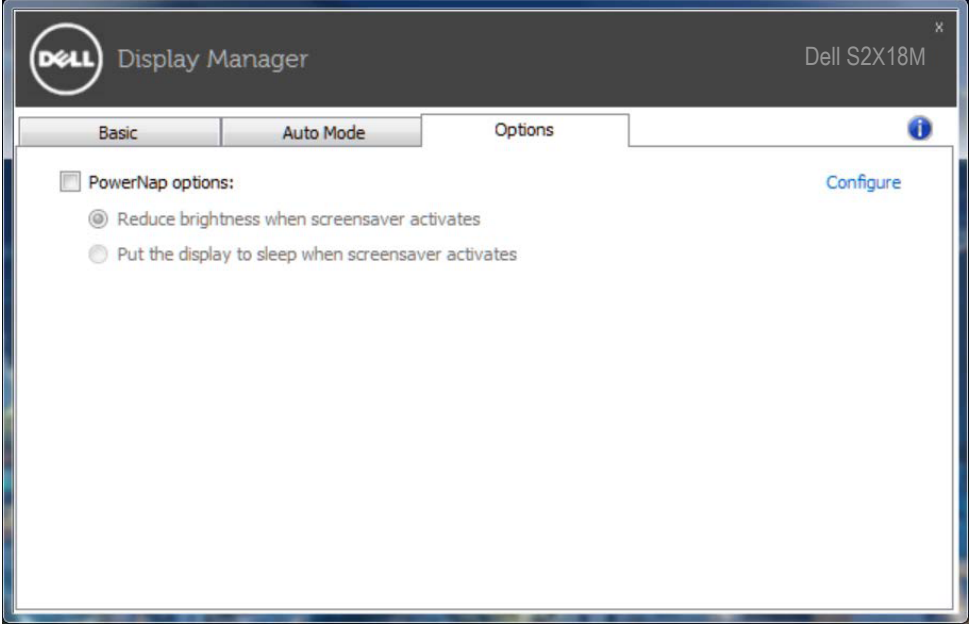 DELL
Display Manager
x
Dell S2X18M
Basic
Auto Mode
Options
i
PowerNap options:
Configure
Reduce brightness when screensaver activates
Put the display to sleep when screensaver activates